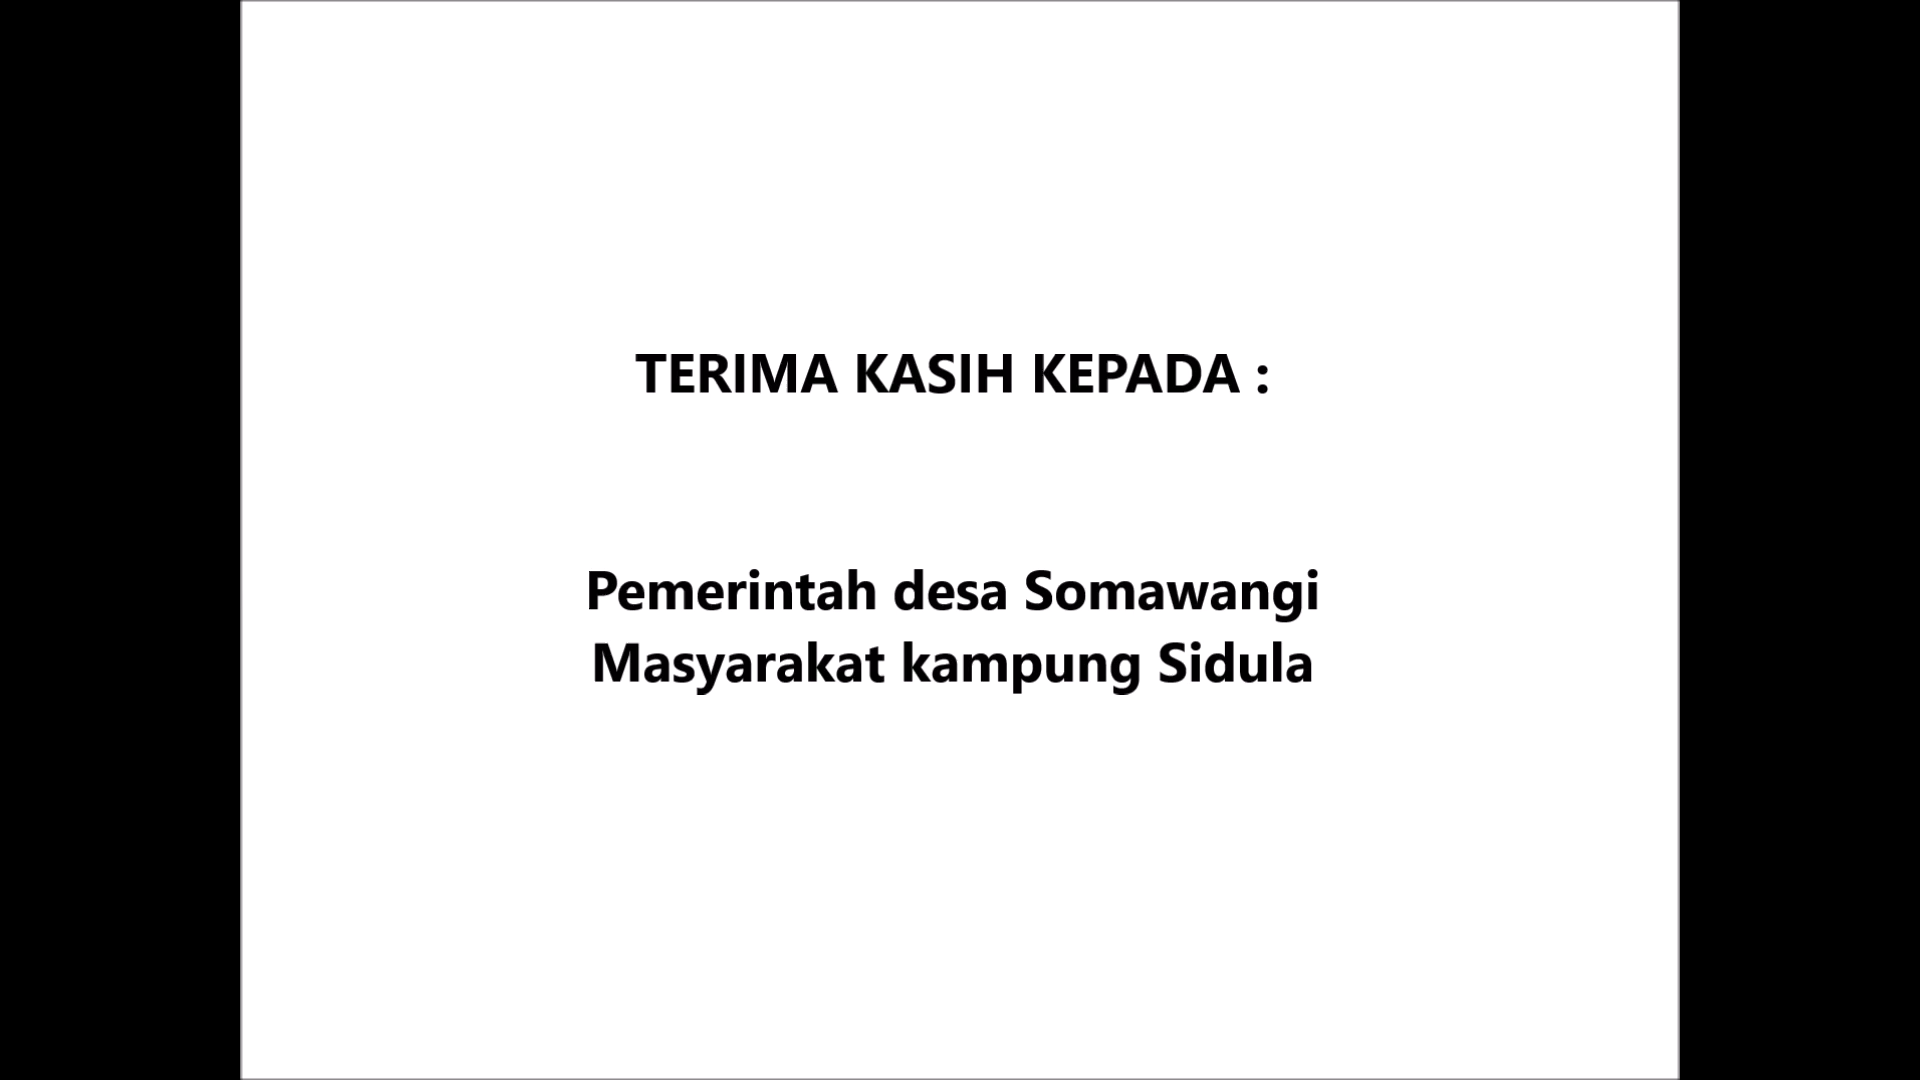 TERIMA KASIH KEPADA :
Pemerintah desa Somawangi
Masyarakat kampung Sidula